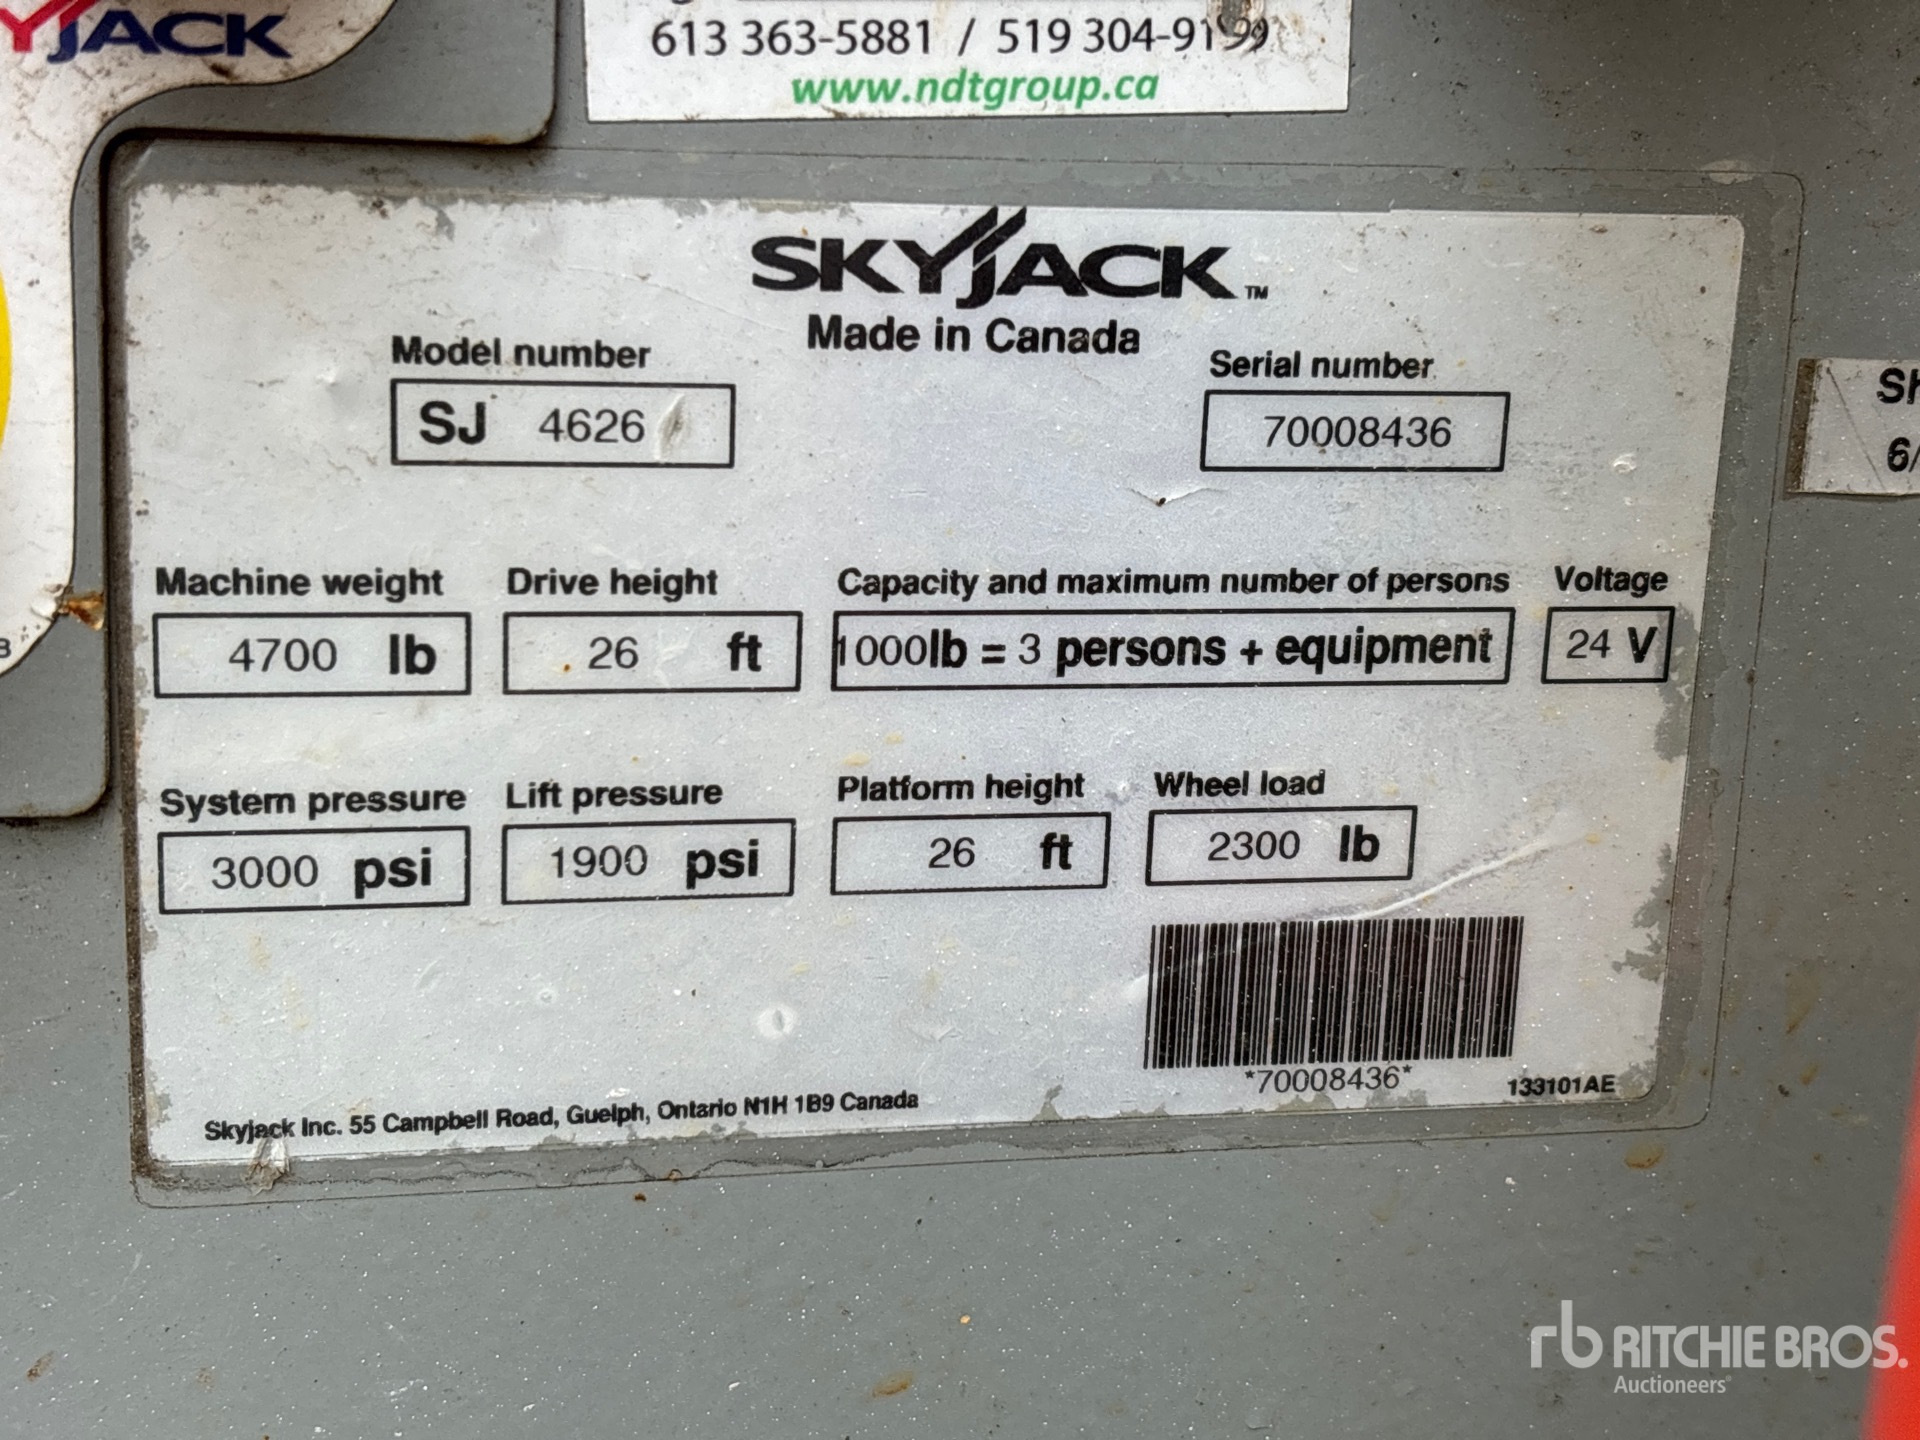 SKYJACK
613 363-5881 / 519 304-9199
www.ndtgroup.ca
SKYJACK™
Made in Canada
Model number
SJ 4626
Serial number
70008436
Machine weight
4700 lb
Drive height
26 ft
Capacity and maximum number of persons
1000lb = 3 persons + equipment
Voltage
24 V
System pressure
3000 psi
Lift pressure
1900 psi
Platform height
26 ft
Wheel load
2300 lb
*70008436*
133101AE
Skyjack Inc. 55 Campbell Road, Guelph, Ontario N1H 1B9 Canada
6/
rb RITCHIE BROS.
Auctioneers